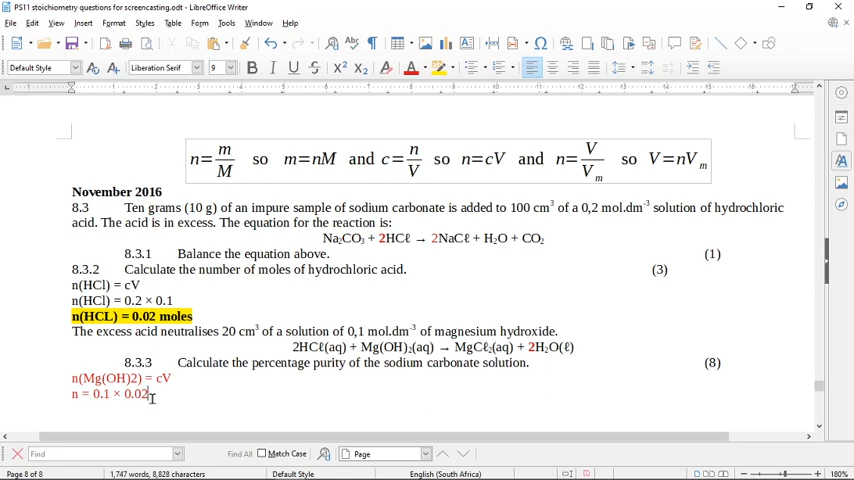 PS11 stoichiometry questions for screencasting.odt - LibreOffice Writer
File Edit View Insert Format Styles Table Form Tools Window Help
Default Style Liberation Serif 9
n=m/M so m=nM and c=n/V so n=cV and n=V/Vₘ so V=nVₘ
November 2016
8.3 Ten grams (10 g) of an impure sample of sodium carbonate is added to 100 cm³ of a 0,2 mol.dm⁻³ solution of hydrochloric
acid. The acid is in excess. The equation for the reaction is:
Na₂CO₃ + 2HCℓ → 2NaCℓ + H₂O + CO₂
8.3.1 Balance the equation above. (1)
8.3.2 Calculate the number of moles of hydrochloric acid. (3)
n(HCl) = cV
n(HCl) = 0.2 × 0.1
n(HCL) = 0.02 moles
The excess acid neutralises 20 cm³ of a solution of 0,1 mol.dm⁻³ of magnesium hydroxide.
2HCℓ(aq) + Mg(OH)₂(aq) → MgCℓ₂(aq) + 2H₂O(ℓ)
8.3.3 Calculate the percentage purity of the sodium carbonate solution. (8)
n(Mg(OH)2) = cV
n = 0.1 × 0.02
Find Find All Match Case Page
Page 8 of 8 1,747 words, 8,828 characters Default Style English (South Africa) 180%